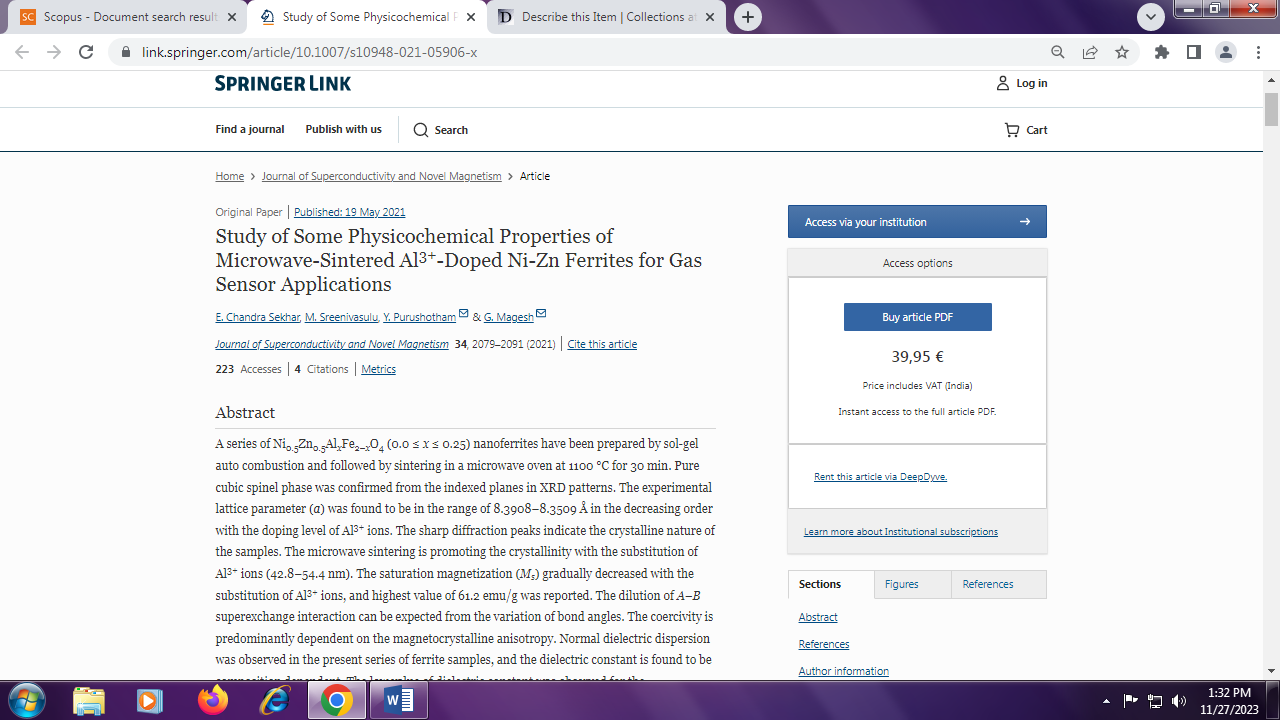 Scopus - Document search result
Study of Some Physicochemical P
Describe this Item | Collections at
link.springer.com/article/10.1007/s10948-021-05906-x
SPRINGER LINK
Log in
Find a journal
Publish with us
Search
Cart
Home > Journal of Superconductivity and Novel Magnetism > Article
Original Paper | Published: 19 May 2021
Study of Some Physicochemical Properties of
Microwave-Sintered Al³⁺-Doped Ni-Zn Ferrites for Gas
Sensor Applications
E. Chandra Sekhar, M. Sreenivasulu, Y. Purushotham & G. Magesh
Journal of Superconductivity and Novel Magnetism 34, 2079–2091 (2021) | Cite this article
223 Accesses | 4 Citations | Metrics
Abstract
A series of Ni₀.₅Zn₀.₅AlₓFe₂₋ₓO₄ (0.0 ≤ x ≤ 0.25) nanoferrites have been prepared by sol-gel
auto combustion and followed by sintering in a microwave oven at 1100 °C for 30 min. Pure
cubic spinel phase was confirmed from the indexed planes in XRD patterns. The experimental
lattice parameter (a) was found to be in the range of 8.3908–8.3509 Å in the decreasing order
with the doping level of Al³⁺ ions. The sharp diffraction peaks indicate the crystalline nature of
the samples. The microwave sintering is promoting the crystallinity with the substitution of
Al³⁺ ions (42.8–54.4 nm). The saturation magnetization (Mₛ) gradually decreased with the
substitution of Al³⁺ ions, and highest value of 61.2 emu/g was reported. The dilution of A–B
superexchange interaction can be expected from the variation of bond angles. The coercivity is
predominantly dependent on the magnetocrystalline anisotropy. Normal dielectric dispersion
was observed in the present series of ferrite samples, and the dielectric constant is found to be
Access via your institution
Access options
Buy article PDF
39,95 €
Price includes VAT (India)
Instant access to the full article PDF.
Rent this article via DeepDyve.
Learn more about Institutional subscriptions
Sections
Figures
References
Abstract
References
Author information
1:32 PM
11/27/2023